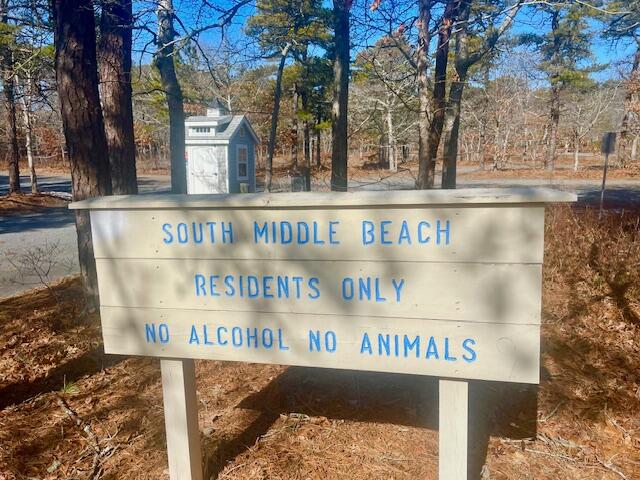 SOUTH MIDDLE BEACH
RESIDENTS ONLY
NO ALCOHOL NO ANIMALS